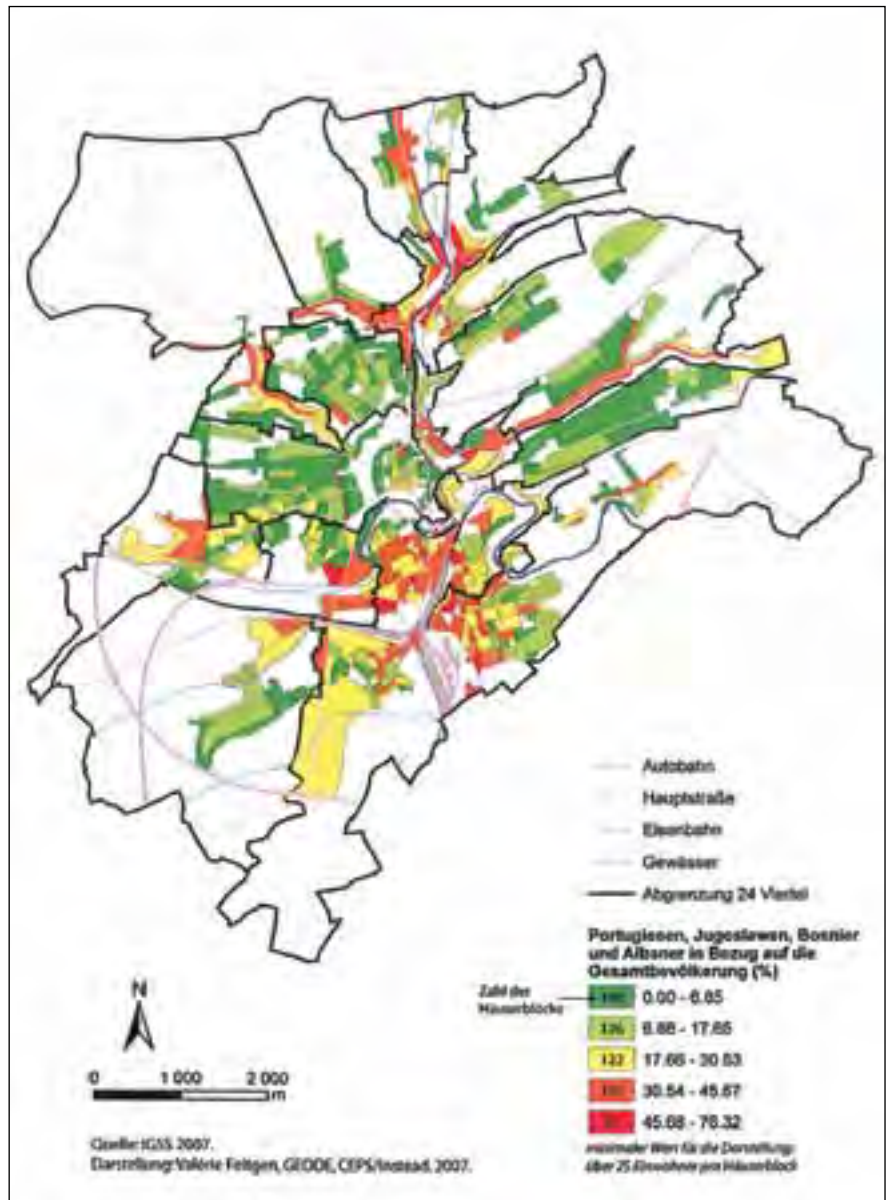 Autobahn
Hauptstraße
Eisenbahn
Gewässer
Abgrenzung 24 Viertel
Portugiesen, Jugoslawen, Bosnier
und Albaner in Bezug auf die
Gesamtbevölkerung (%)
Zahl der
Häuserblöcke
0.00 - 6.85
126 6.86 - 17.65
122 17.66 - 30.53
30.54 - 45.67
45.68 - 76.32
minimaler Wert für die Darstellung:
über 25 Einwohner pro Häuserblock
N
0 1 000 2 000
m
Quelle: IGSS 2007.
Darstellung: Valérie Feltgen, GEODE, CEPS/Instead, 2007.